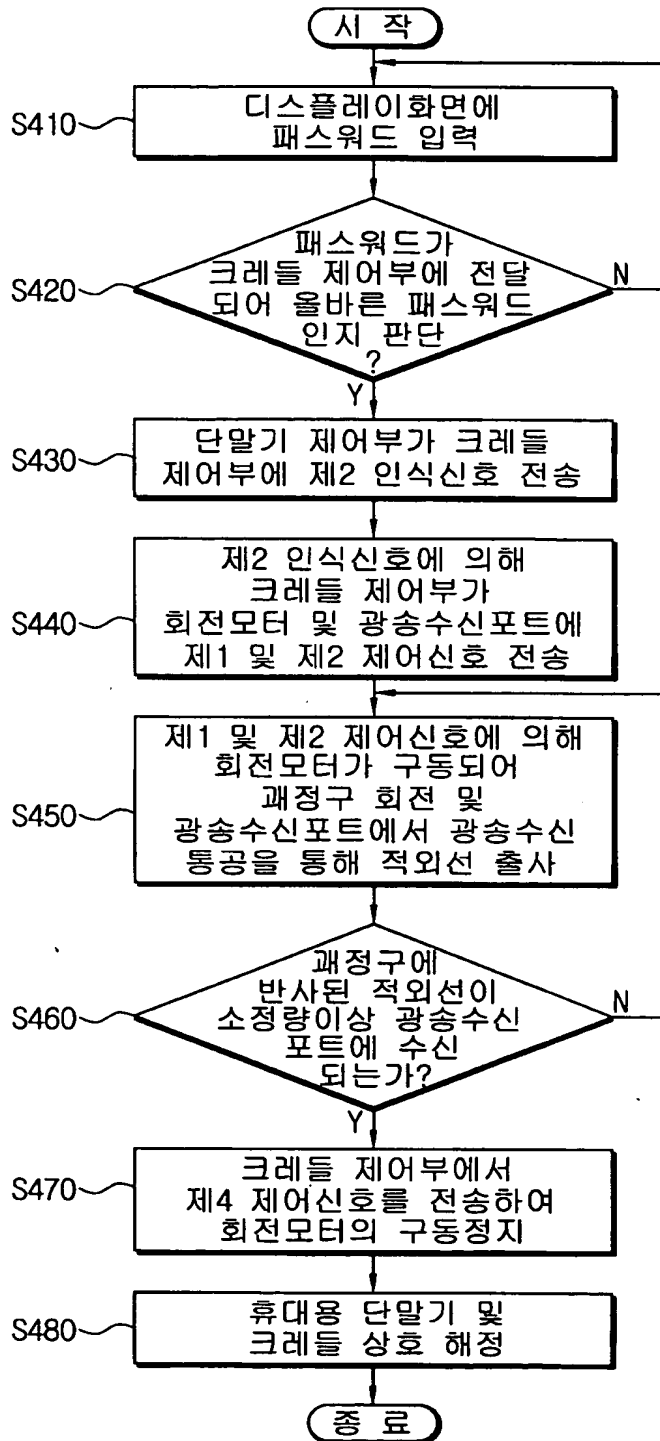 시 작
S410
디스플레이화면에
패스워드 입력
S420
패스워드가
크레들 제어부에 전달
되어 올바른 패스워드
인지 판단
?
N
Y
S430
단말기 제어부가 크레들
제어부에 제2 인식신호 전송
S440
제2 인식신호에 의해
크레들 제어부가
회전모터 및 광송수신포트에
제1 및 제2 제어신호 전송
S450
제1 및 제2 제어신호에 의해
회전모터가 구동되어
괘정구 회전 및
광송수신포트에서 광송수신
통공을 통해 적외선 출사
S460
괘정구에
반사된 적외선이
소정량이상 광송수신
포트에 수신
되는가?
N
Y
S470
크레들 제어부에서
제4 제어신호를 전송하여
회전모터의 구동정지
S480
휴대용 단말기 및
크레들 상호 해정
종 료